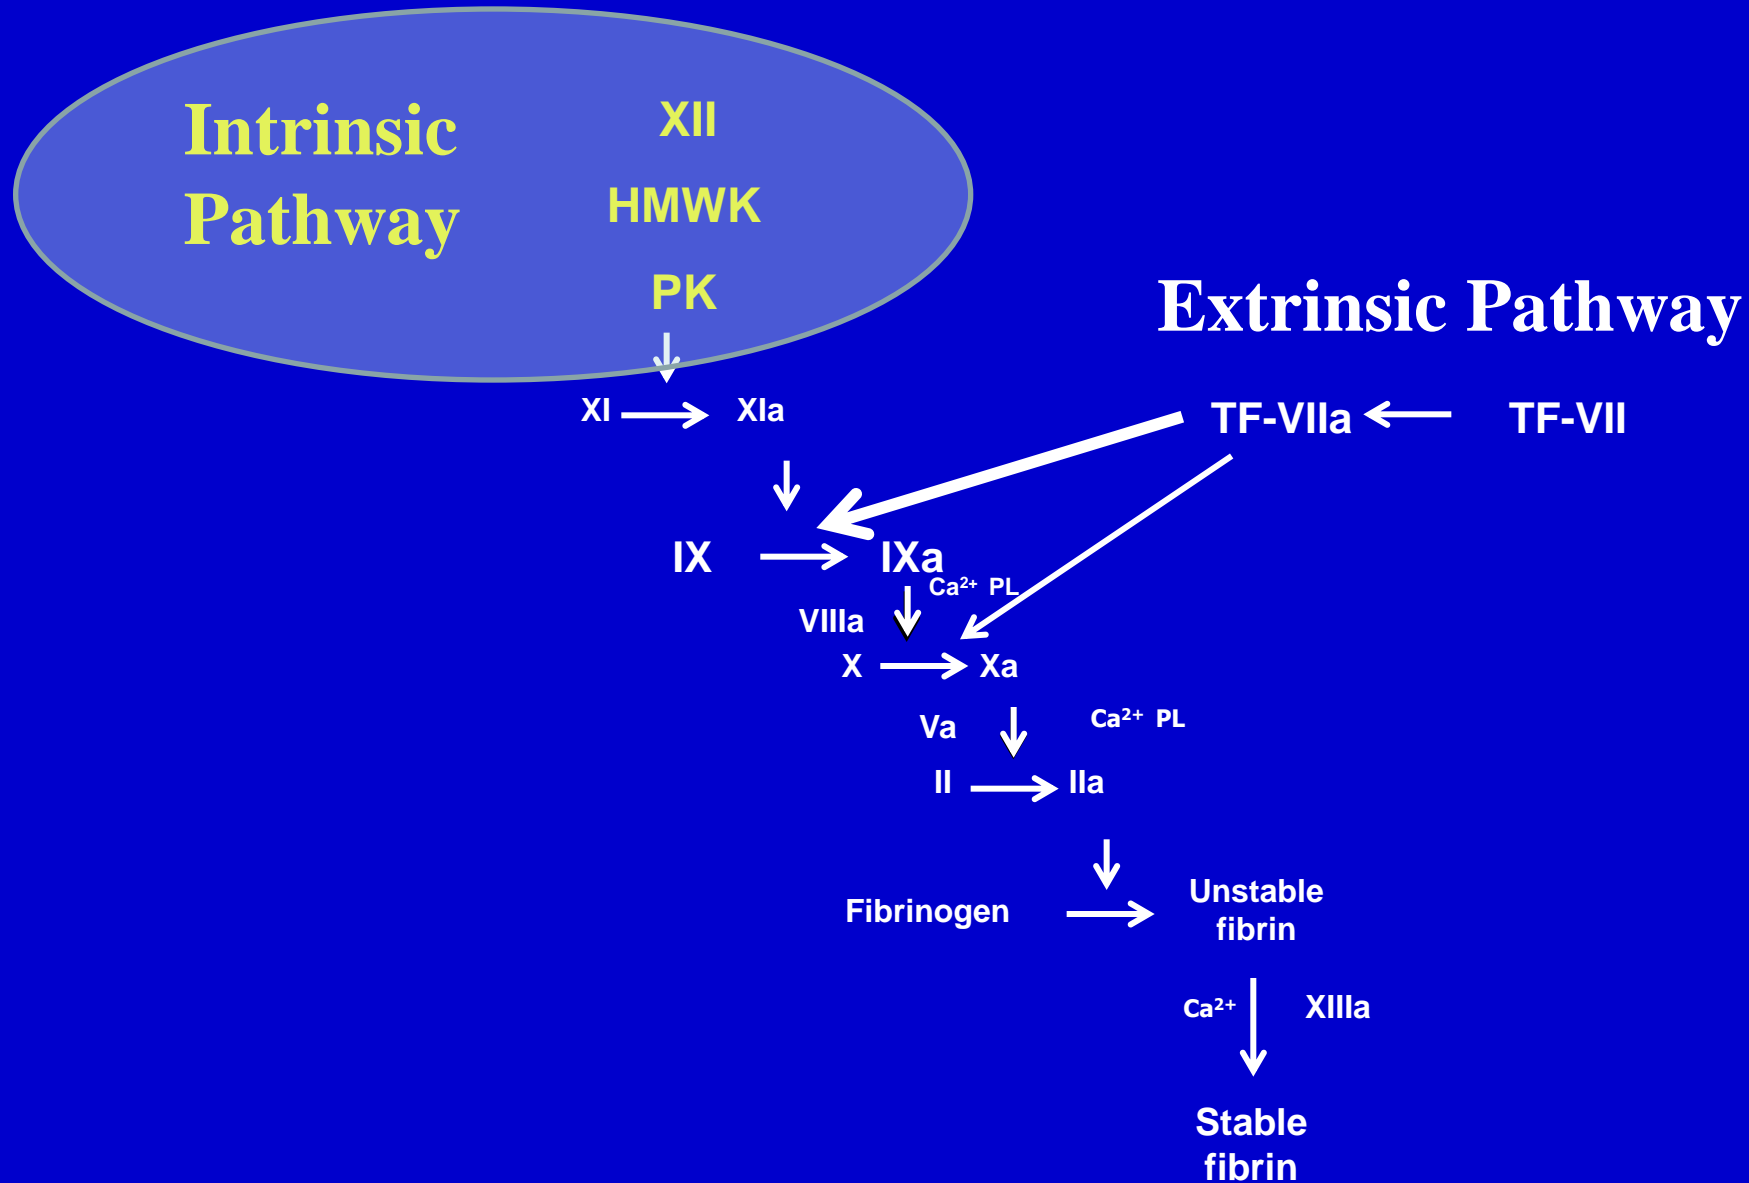 Intrinsic
Pathway
XII
HMWK
PK
Extrinsic Pathway
XI
XIa
TF-VIIa
TF-VII
IX
IXa
Ca²⁺ PL
VIIIa
X
Xa
Va
Ca²⁺ PL
II
IIa
Fibrinogen
Unstable
fibrin
Ca²⁺
XIIIa
Stable
fibrin